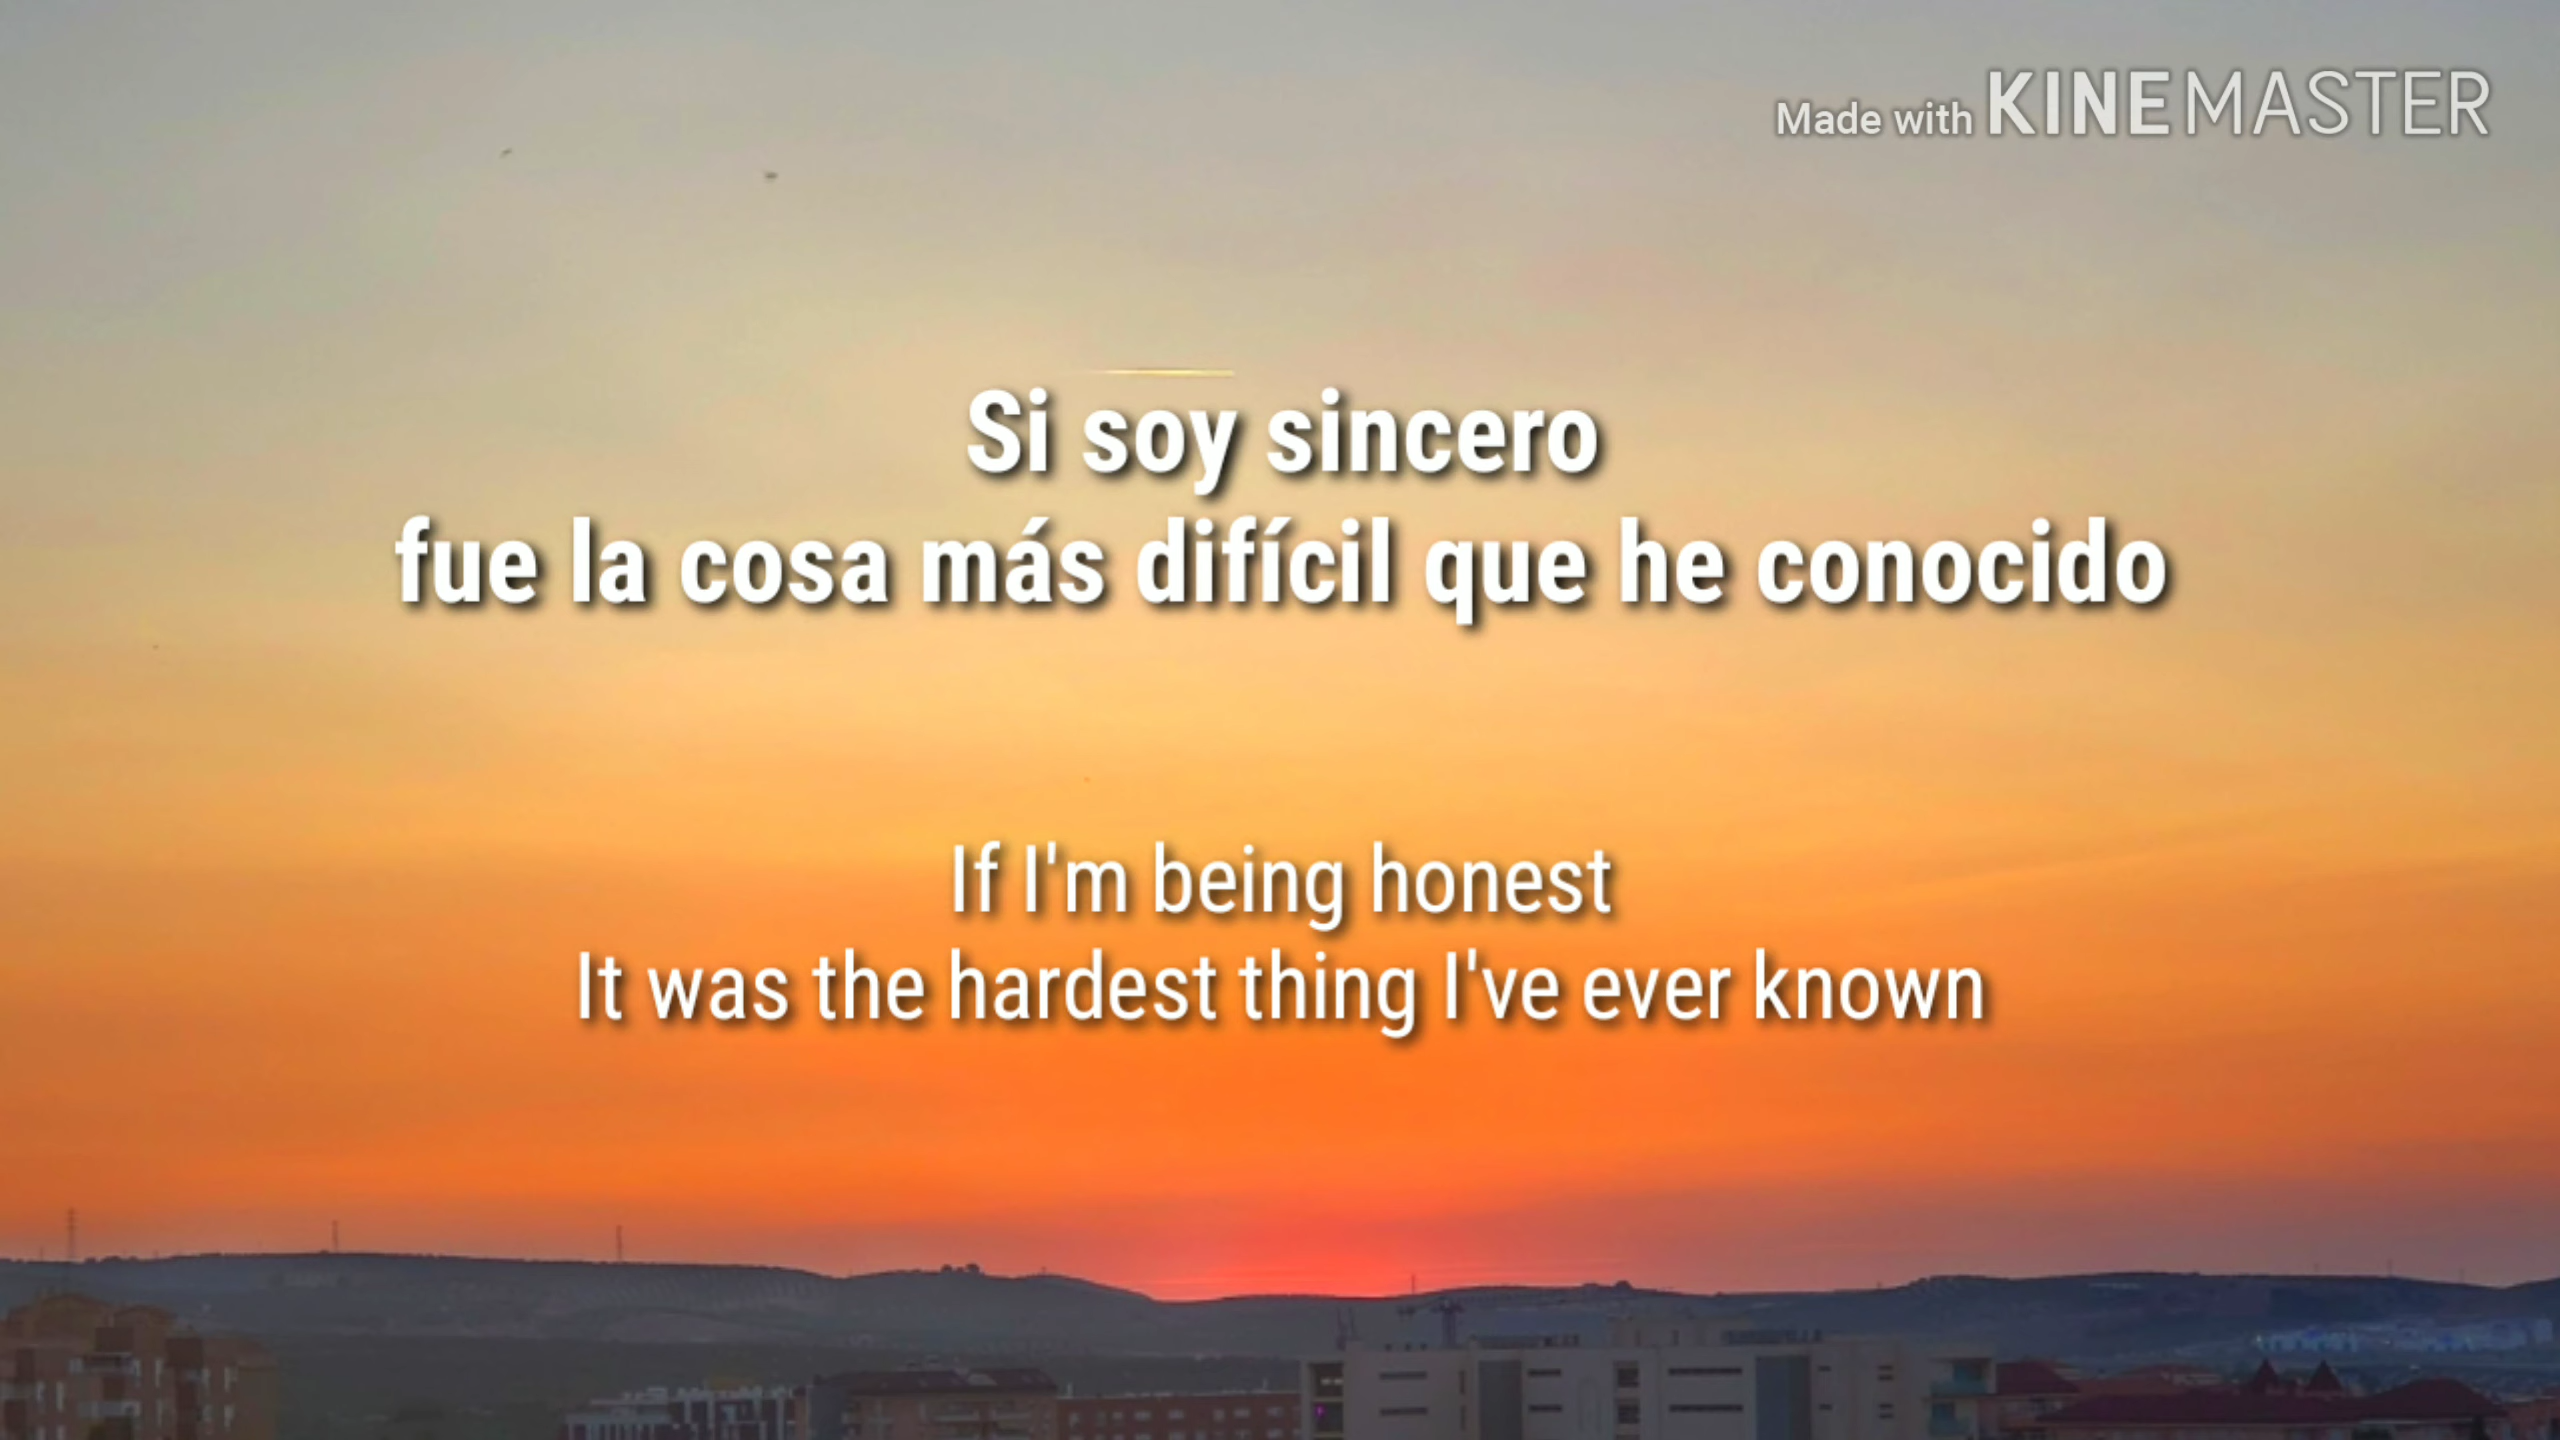 Made with KINEMASTER
Si soy sincero
fue la cosa más difícil que he conocido
If I'm being honest
It was the hardest thing I've ever known